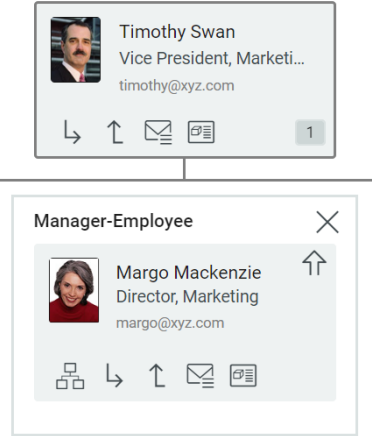 Timothy Swan
Vice President, Marketi...
timothy@xyz.com
1
Manager-Employee
Margo Mackenzie
Director, Marketing
margo@xyz.com